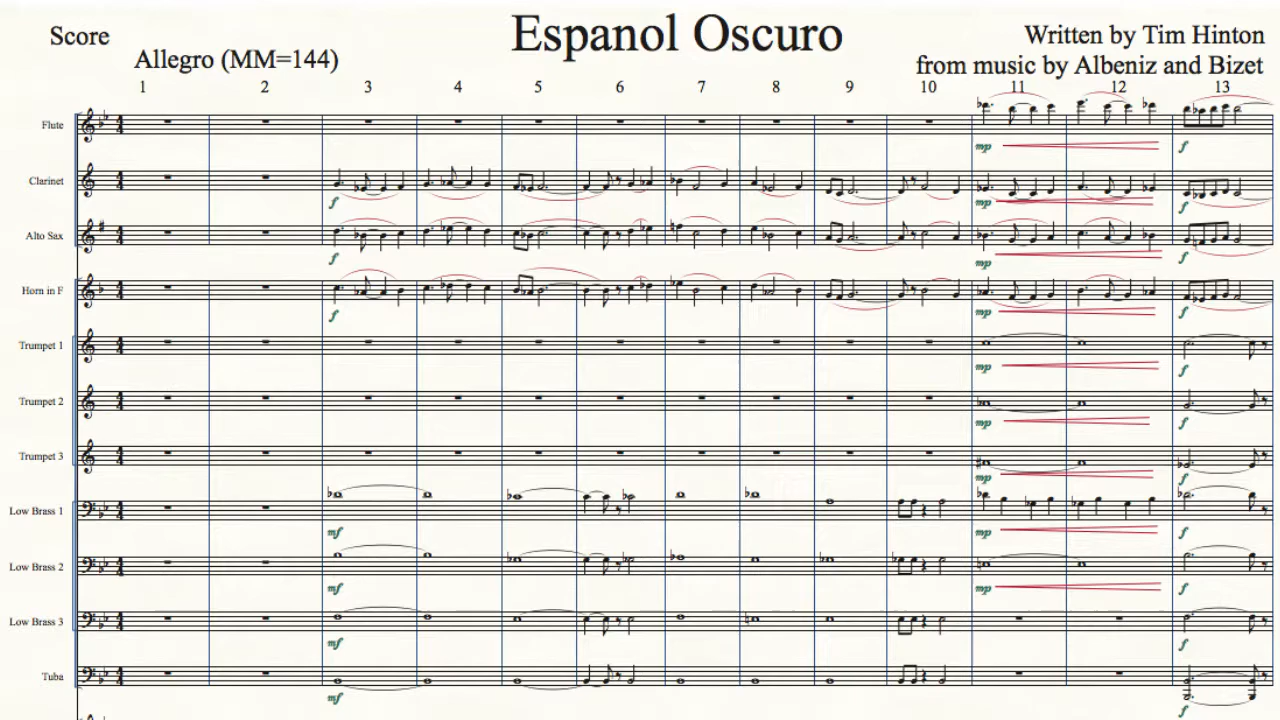 Espanol Oscuro
Score
Written by Tim Hinton
Allegro (MM=144)
from music by Albeniz and Bizet
1 2 3 4 5 6 7 8 9 10 11 12 13
Flute
mp f
Clarinet
f mp f
Alto Sax
f mp f
Horn in F
f mp f
Trumpet 1
mp f
Trumpet 2
mp f
Trumpet 3
mp f
Low Brass 1
mf mp f
Low Brass 2
mf mp f
Low Brass 3
mf f
Tuba
mf f